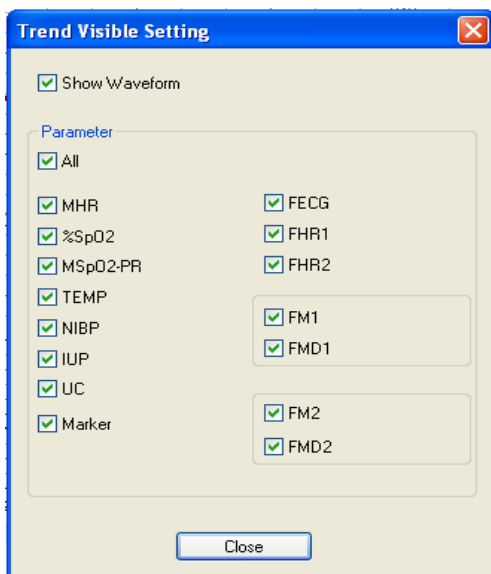 Trend Visible Setting
Show Waveform
Parameter
All
MHR
%SpO2
MSpO2-PR
TEMP
NIBP
IUP
UC
Marker
FECG
FHR1
FHR2
FM1
FMD1
FM2
FMD2
Close